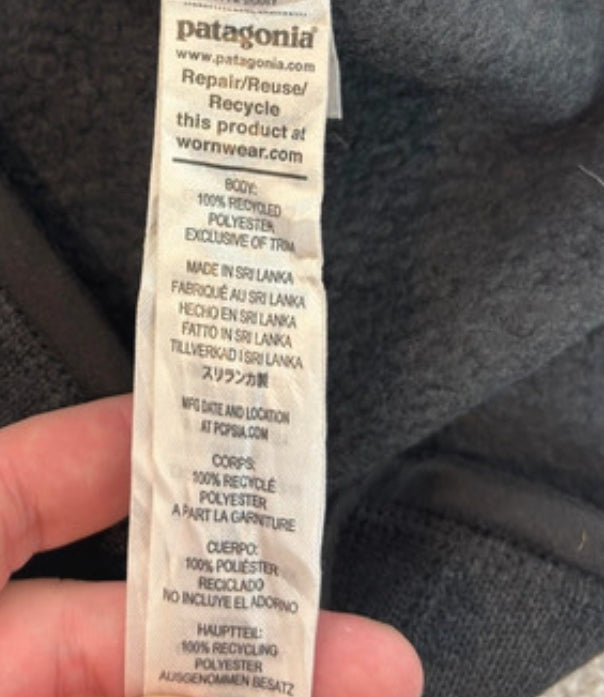 patagonia®
www.patagonia.com
Repair/Reuse/
Recycle
this product at
wornwear.com
BODY:
100% RECYCLED
POLYESTER
EXCLUSIVE OF TRIM
MADE IN SRI LANKA
FABRIQUÉ AU SRI LANKA
HECHO EN SRI LANKA
FATTO IN SRI LANKA
TILLVERKAD I SRI LANKA
スリランカ製
MFG DATE AND LOCATION
AT PCPSIA.COM
CORPS:
100% RECYCLÉ
POLYESTER
A PART LA GARNITURE
CUERPO:
100% POLIÉSTER
RECICLADO
NO INCLUYE EL ADORNO
HAUPTTEIL:
100% RECYCLING
POLYESTER
AUSGENOMMEN BESATZ